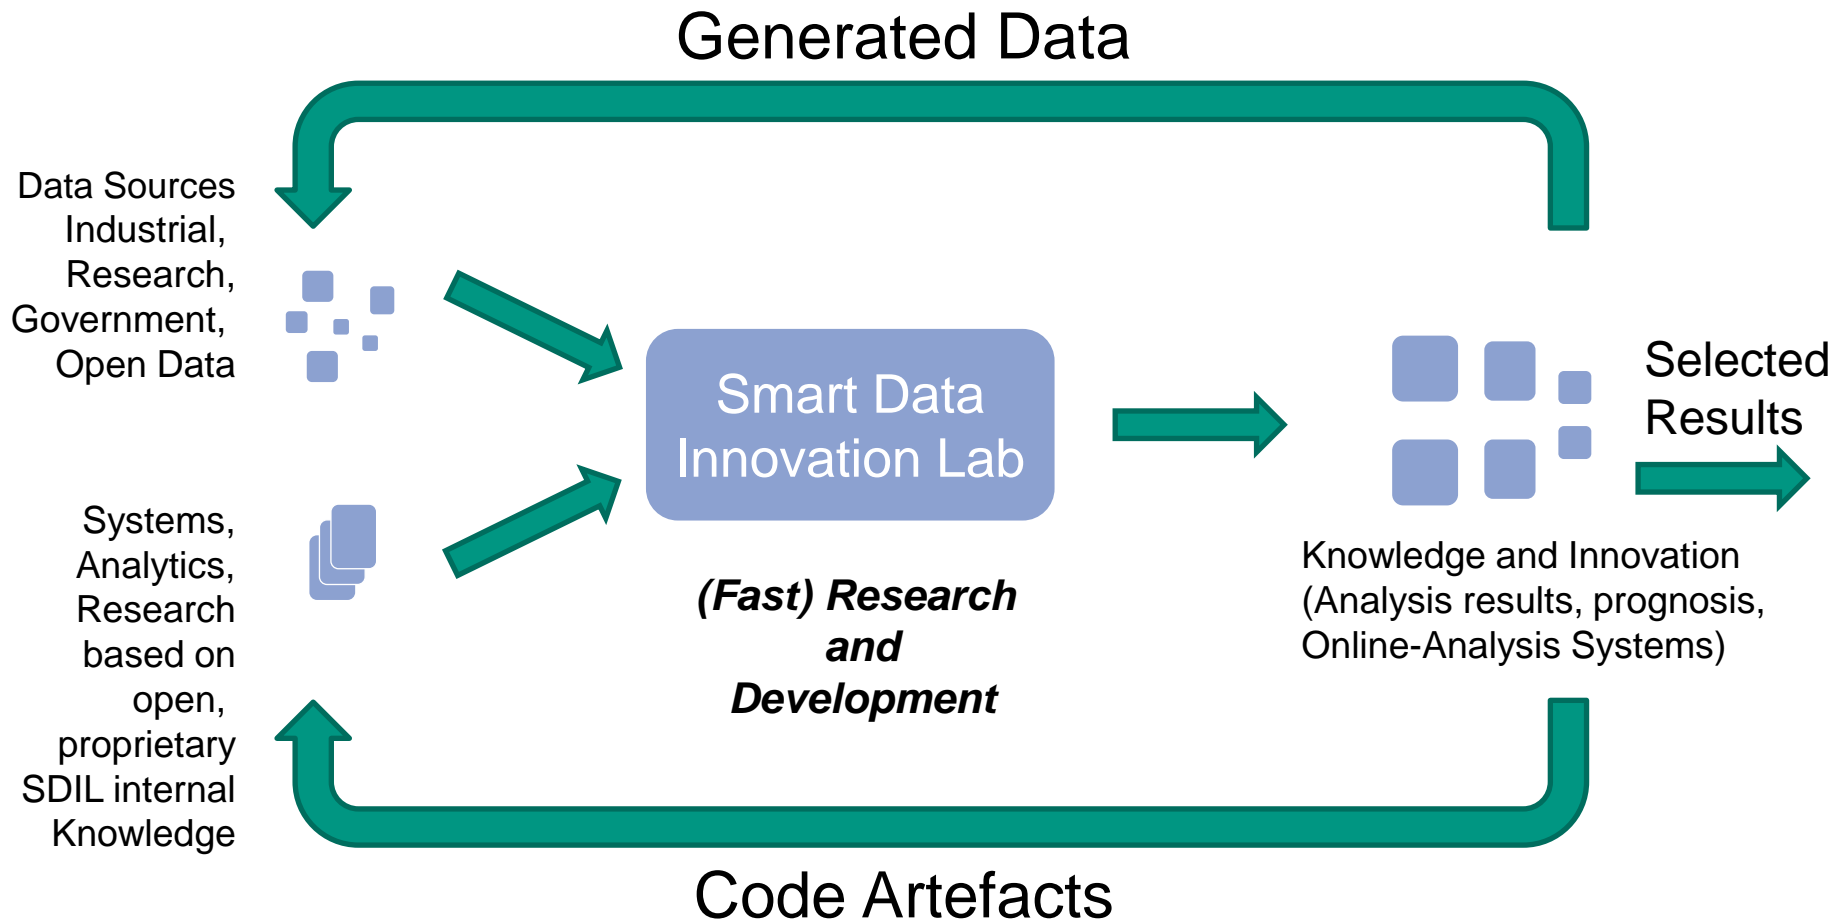 Generated Data
Data Sources
Industrial,
Research,
Government,
Open Data
Smart Data
Innovation Lab
Selected
Results
Systems,
Analytics,
Research
based on
open,
proprietary
SDIL internal
Knowledge
(Fast) Research
and
Development
Knowledge and Innovation
(Analysis results, prognosis,
Online-Analysis Systems)
Code Artefacts